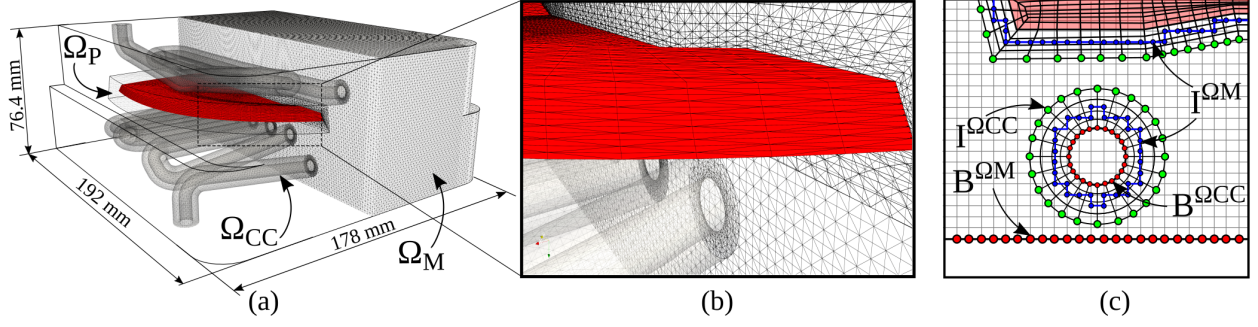 76.4 mm
Ω_P
192 mm
Ω_CC
178 mm
Ω_M
(a)
(b)
I^ΩM
I^ΩCC
B^ΩM
B^ΩCC
(c)